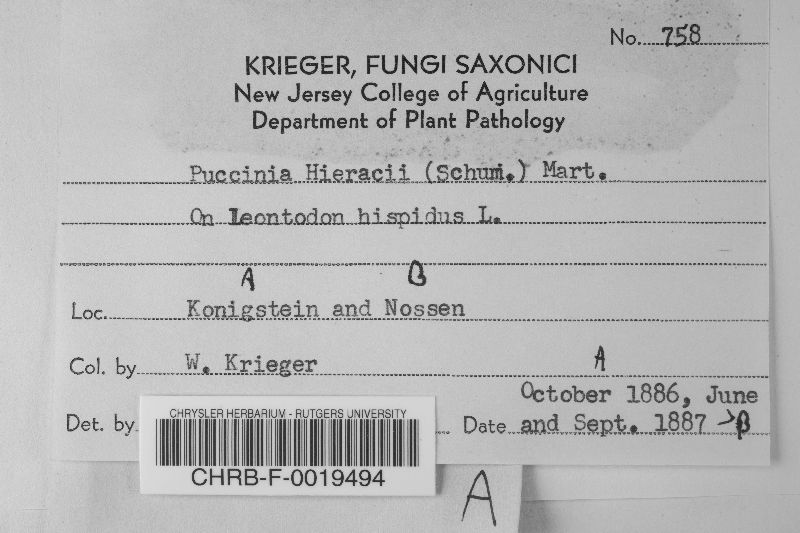 No. 758
KRIEGER, FUNGI SAXONICI
New Jersey College of Agriculture
Department of Plant Pathology
Puccinia Hieracii (Schum.) Mart.
On Leontodon hispidus L.
A B
Loc. Konigstein and Nossen
Col. by W. Krieger
A
October 1886, June
Det. by Date and Sept. 1887 → B
CHRYSLER HERBARIUM - RUTGERS UNIVERSITY
CHRB-F-0019494
A